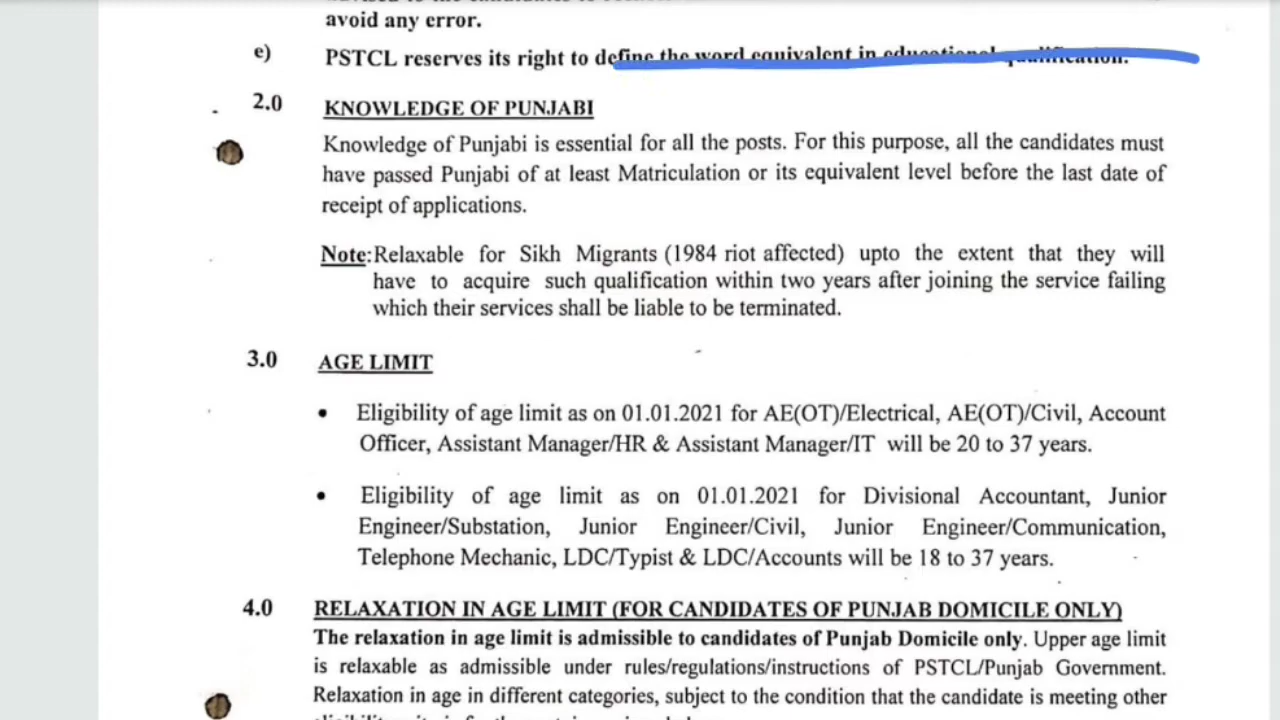 avoid any error.
e) PSTCL reserves its right to define the word equivalent in educational qualification.
2.0 KNOWLEDGE OF PUNJABI
Knowledge of Punjabi is essential for all the posts. For this purpose, all the candidates must
have passed Punjabi of at least Matriculation or its equivalent level before the last date of
receipt of applications.
Note:Relaxable for Sikh Migrants (1984 riot affected) upto the extent that they will
have to acquire such qualification within two years after joining the service failing
which their services shall be liable to be terminated.
3.0 AGE LIMIT
• Eligibility of age limit as on 01.01.2021 for AE(OT)/Electrical, AE(OT)/Civil, Account
Officer, Assistant Manager/HR & Assistant Manager/IT will be 20 to 37 years.
• Eligibility of age limit as on 01.01.2021 for Divisional Accountant, Junior
Engineer/Substation, Junior Engineer/Civil, Junior Engineer/Communication,
Telephone Mechanic, LDC/Typist & LDC/Accounts will be 18 to 37 years.
4.0 RELAXATION IN AGE LIMIT (FOR CANDIDATES OF PUNJAB DOMICILE ONLY)
The relaxation in age limit is admissible to candidates of Punjab Domicile only. Upper age limit
is relaxable as admissible under rules/regulations/instructions of PSTCL/Punjab Government.
Relaxation in age in different categories, subject to the condition that the candidate is meeting other